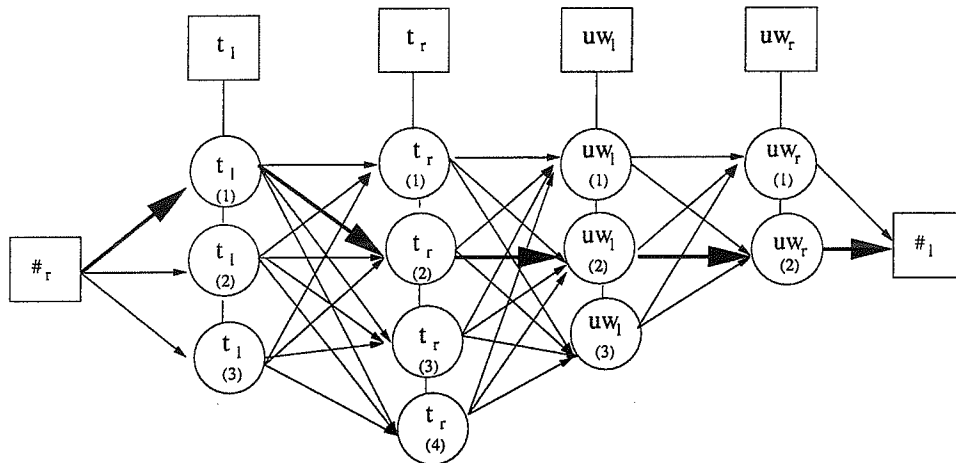 t l t r uw l uw r
t l (1) t r (1) uw l (1) uw r (1)
# r t l (2) t r (2) uw l (2) uw r (2) # l
t l (3) t r (3) uw l (3)
t r (4)